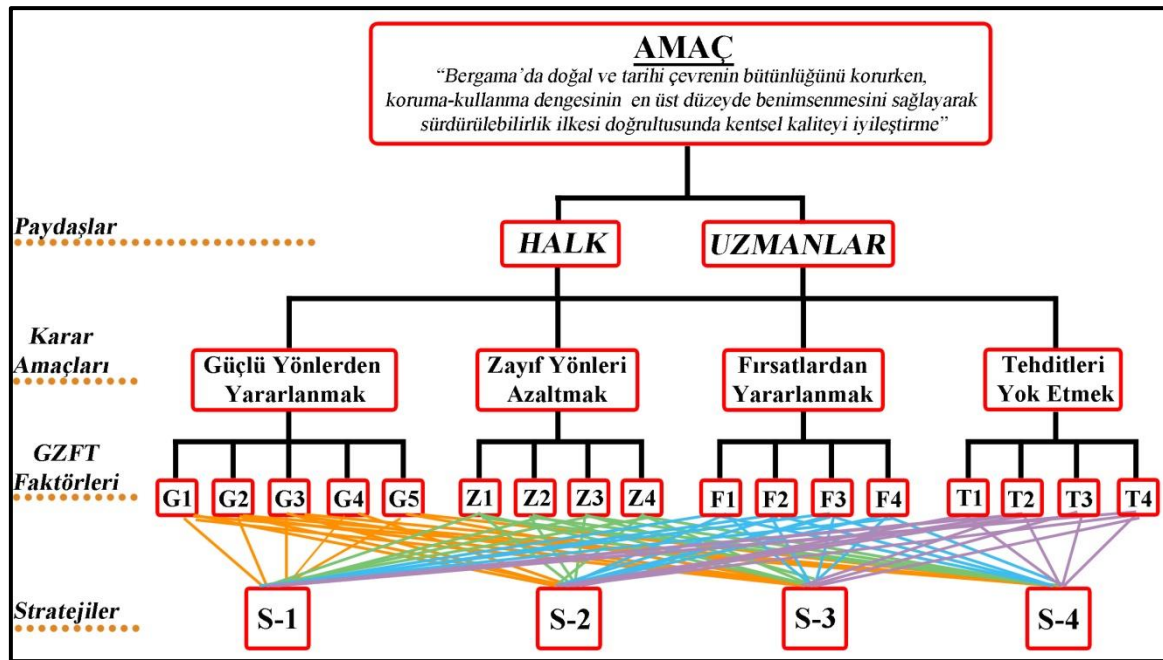 AMAÇ
“Bergama’da doğal ve tarihi çevrenin bütünlüğünü korurken,
koruma-kullanma dengesinin en üst düzeyde benimsenmesini sağlayarak
sürdürülebilirlik ilkesi doğrultusunda kentsel kaliteyi iyileştirme”
Paydaşlar
HALK
UZMANLAR
Karar
Amaçları
Güçlü Yönlerden
Yararlanmak
Zayıf Yönleri
Azaltmak
Fırsatlardan
Yararlanmak
Tehditleri
Yok Etmek
GZFT
Faktörleri
G1 G2 G3 G4 G5 Z1 Z2 Z3 Z4 F1 F2 F3 F4 T1 T2 T3 T4
Stratejiler
S-1 S-2 S-3 S-4